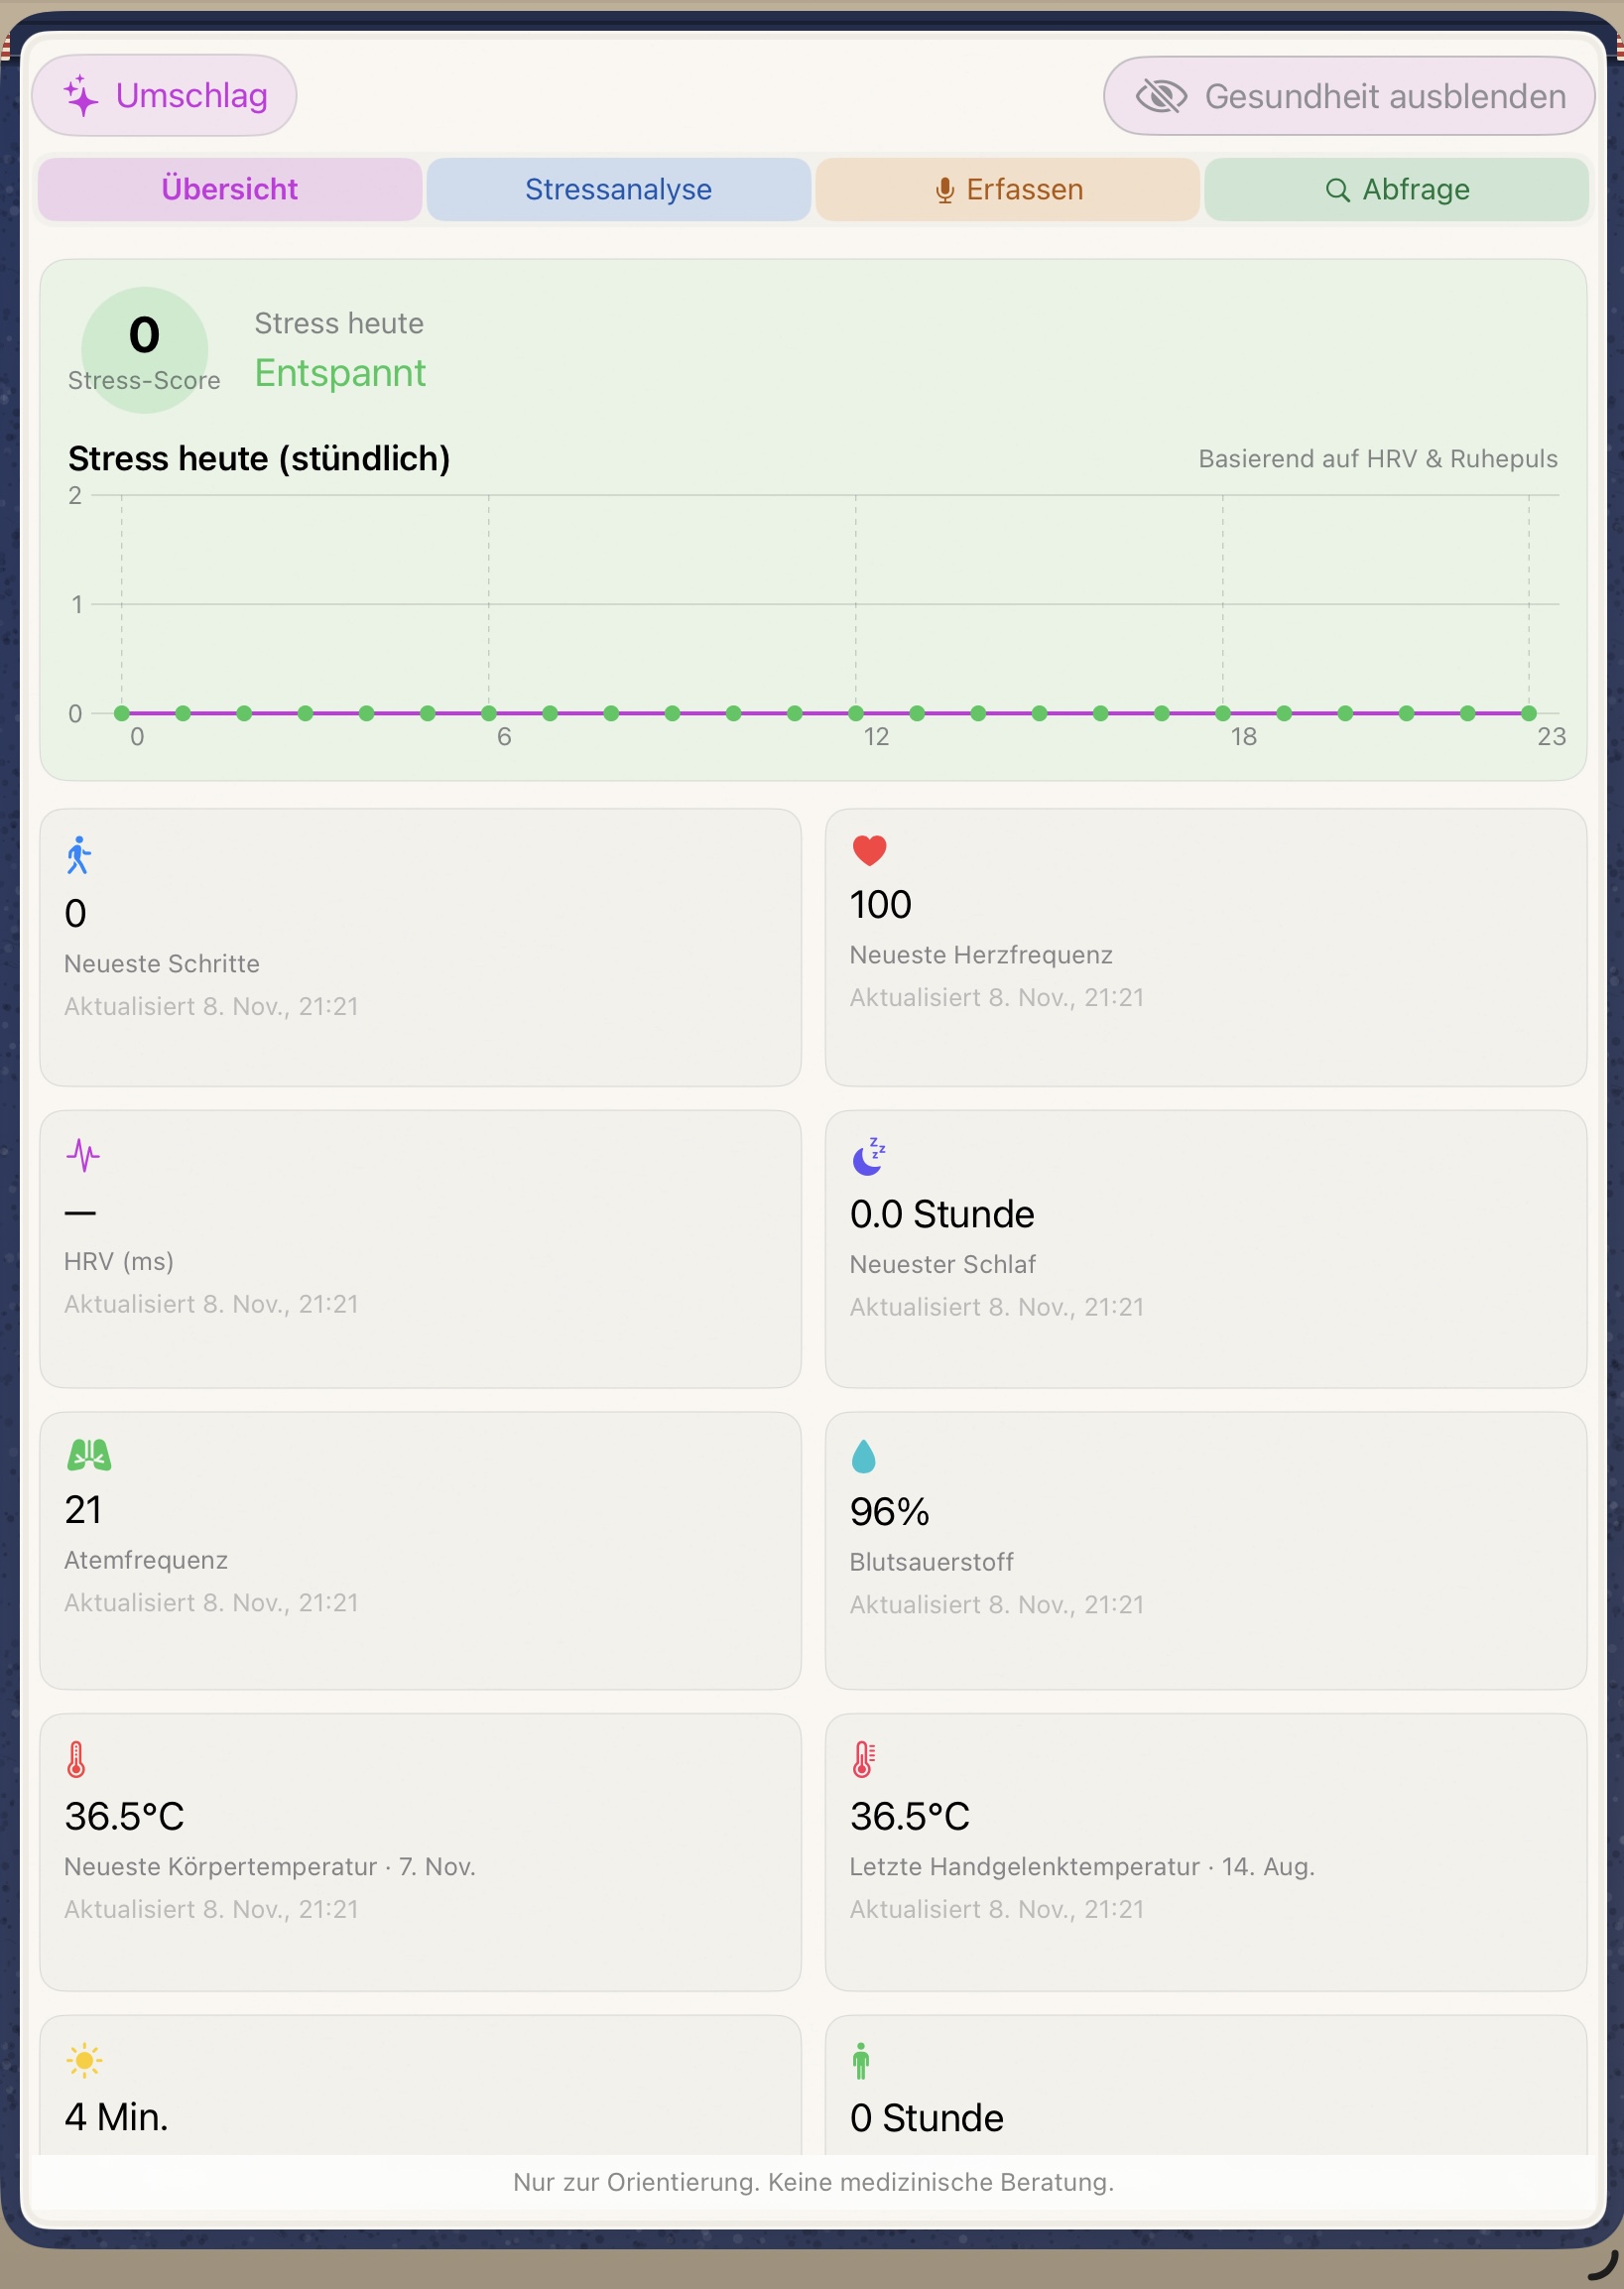 Umschlag
Gesundheit ausblenden
Übersicht
Stressanalyse
Erfassen
Abfrage
0
Stress-Score
Stress heute
Entspannt
Stress heute (stündlich)
Basierend auf HRV & Ruhepuls
2
1
0
0 6 12 18 23
0
Neueste Schritte
Aktualisiert 8. Nov., 21:21
100
Neueste Herzfrequenz
Aktualisiert 8. Nov., 21:21
—
HRV (ms)
Aktualisiert 8. Nov., 21:21
0.0 Stunde
Neuester Schlaf
Aktualisiert 8. Nov., 21:21
21
Atemfrequenz
Aktualisiert 8. Nov., 21:21
96%
Blutsauerstoff
Aktualisiert 8. Nov., 21:21
36.5°C
Neueste Körpertemperatur · 7. Nov.
Aktualisiert 8. Nov., 21:21
36.5°C
Letzte Handgelenktemperatur · 14. Aug.
Aktualisiert 8. Nov., 21:21
4 Min.
0 Stunde
Nur zur Orientierung. Keine medizinische Beratung.